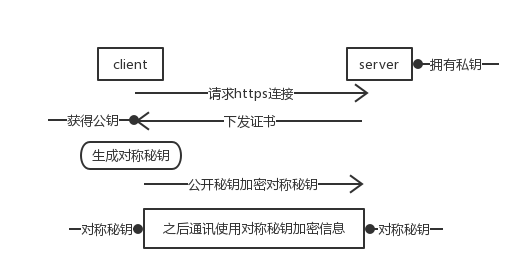 client
server
拥有私钥
请求https连接
获得公钥
下发证书
生成对称秘钥
公开秘钥加密对称秘钥
对称秘钥
之后通讯使用对称秘钥加密信息
对称秘钥